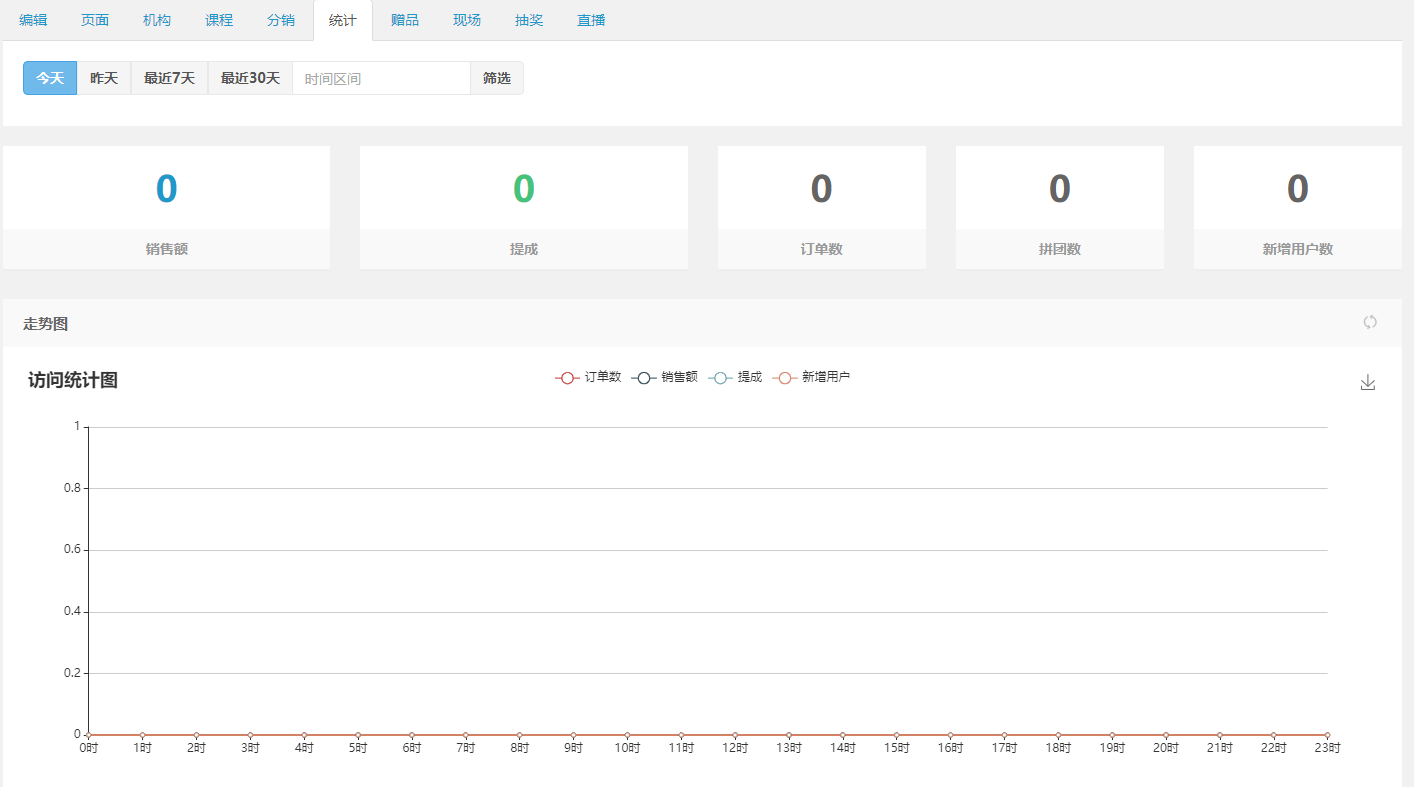 编辑 页面 机构 课程 分销 统计 赠品 现场 抽奖 直播
今天 昨天 最近7天 最近30天 时间区间 筛选
0 0 0 0 0
销售额 提成 订单数 拼团数 新增用户数
走势图
访问统计图 订单数 销售额 提成 新增用户
1
0.8
0.6
0.4
0.2
0
0时 1时 2时 3时 4时 5时 6时 7时 8时 9时 10时 11时 12时 13时 14时 15时 16时 17时 18时 19时 20时 21时 22时 23时